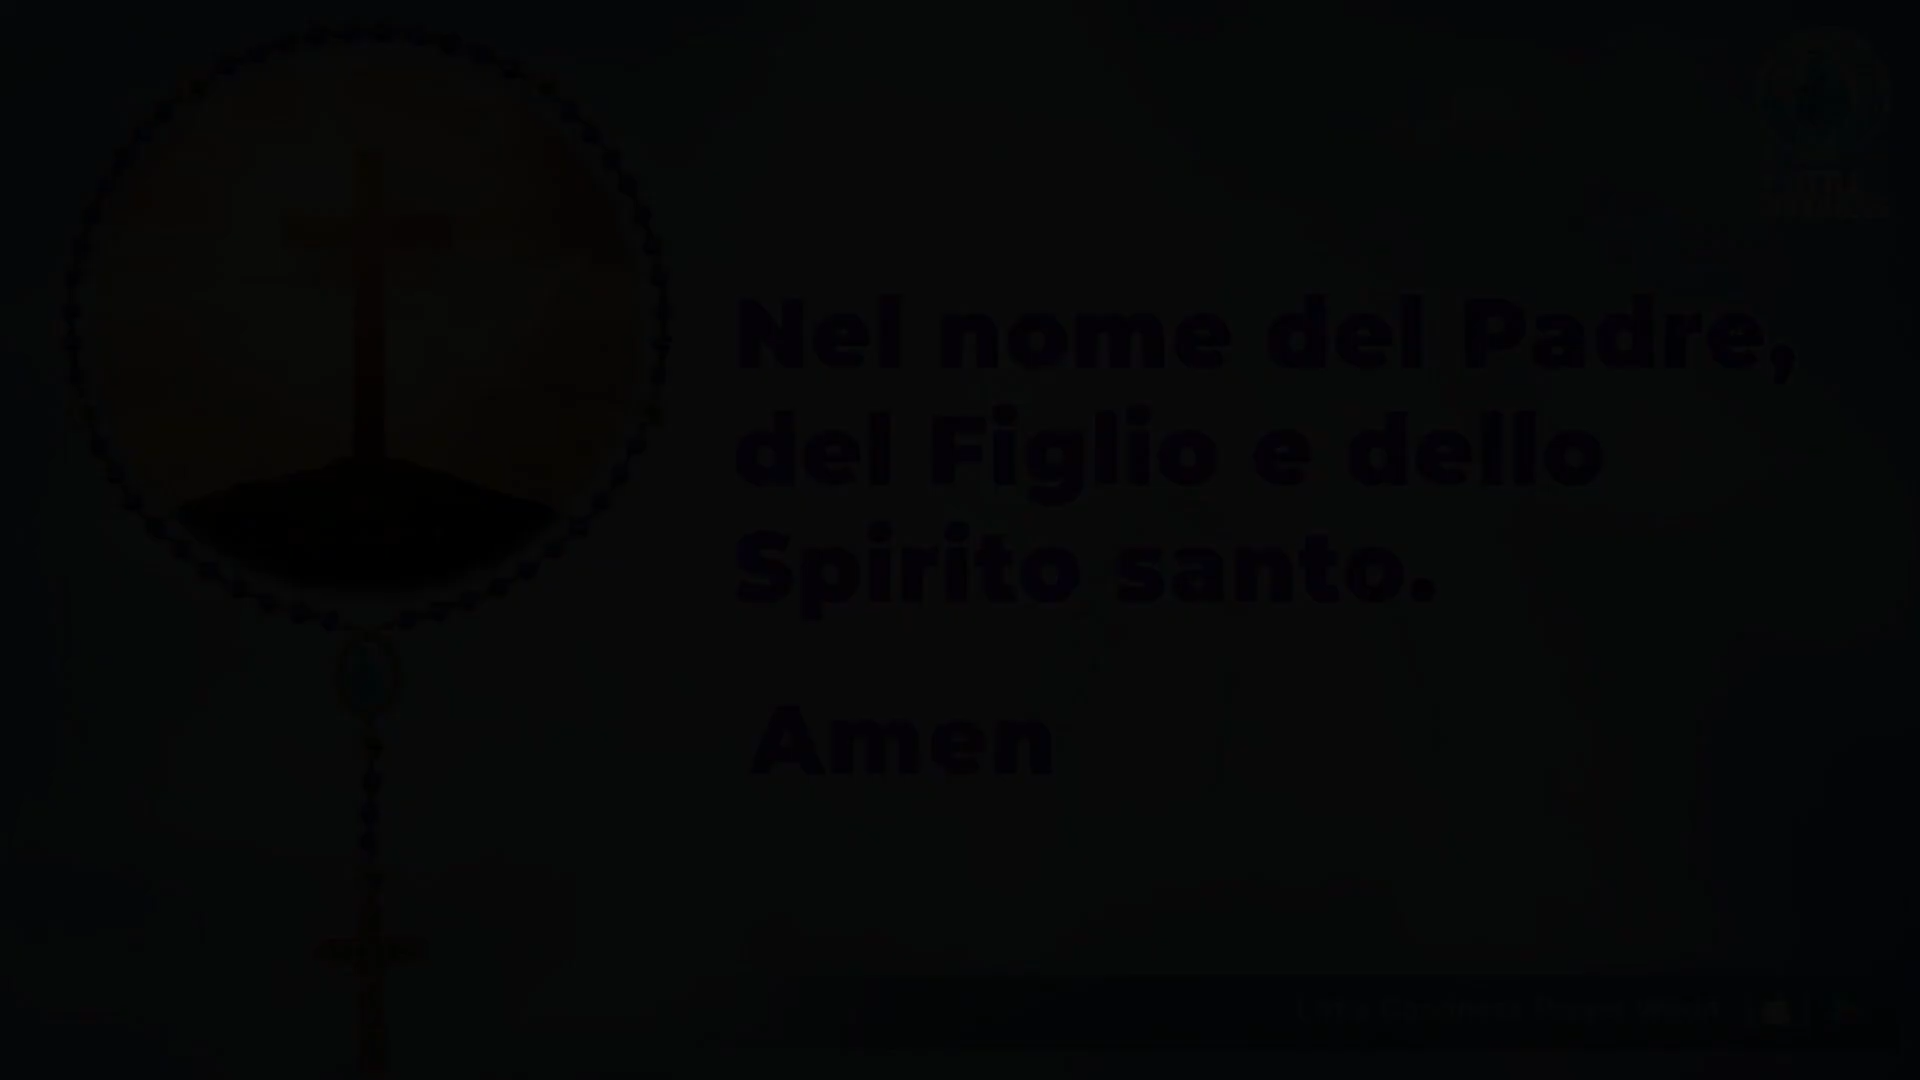 Nel nome del Padre,
del Figlio e dello
Spirito santo.
Amen